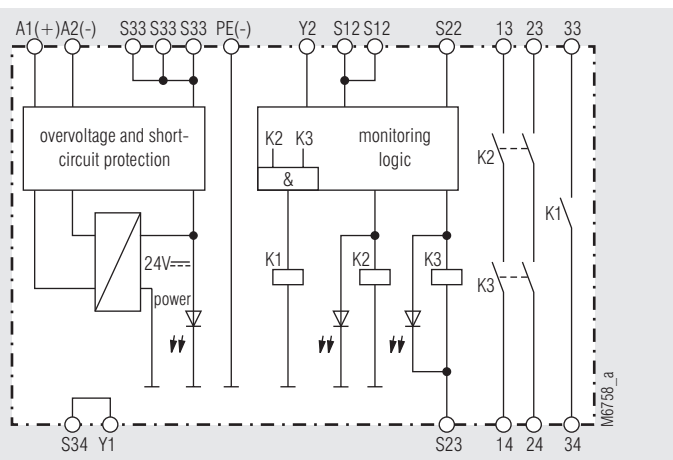 A1(+) A2(-) S33 S33 S33 PE(-) Y2 S12 S12 S22 13 23 33
overvoltage and short-
circuit protection
K2 K3
monitoring
logic
&
K2
K1
24V
K1 K2 K3
K3
power
M6758_a
S34 Y1 S23 14 24 34